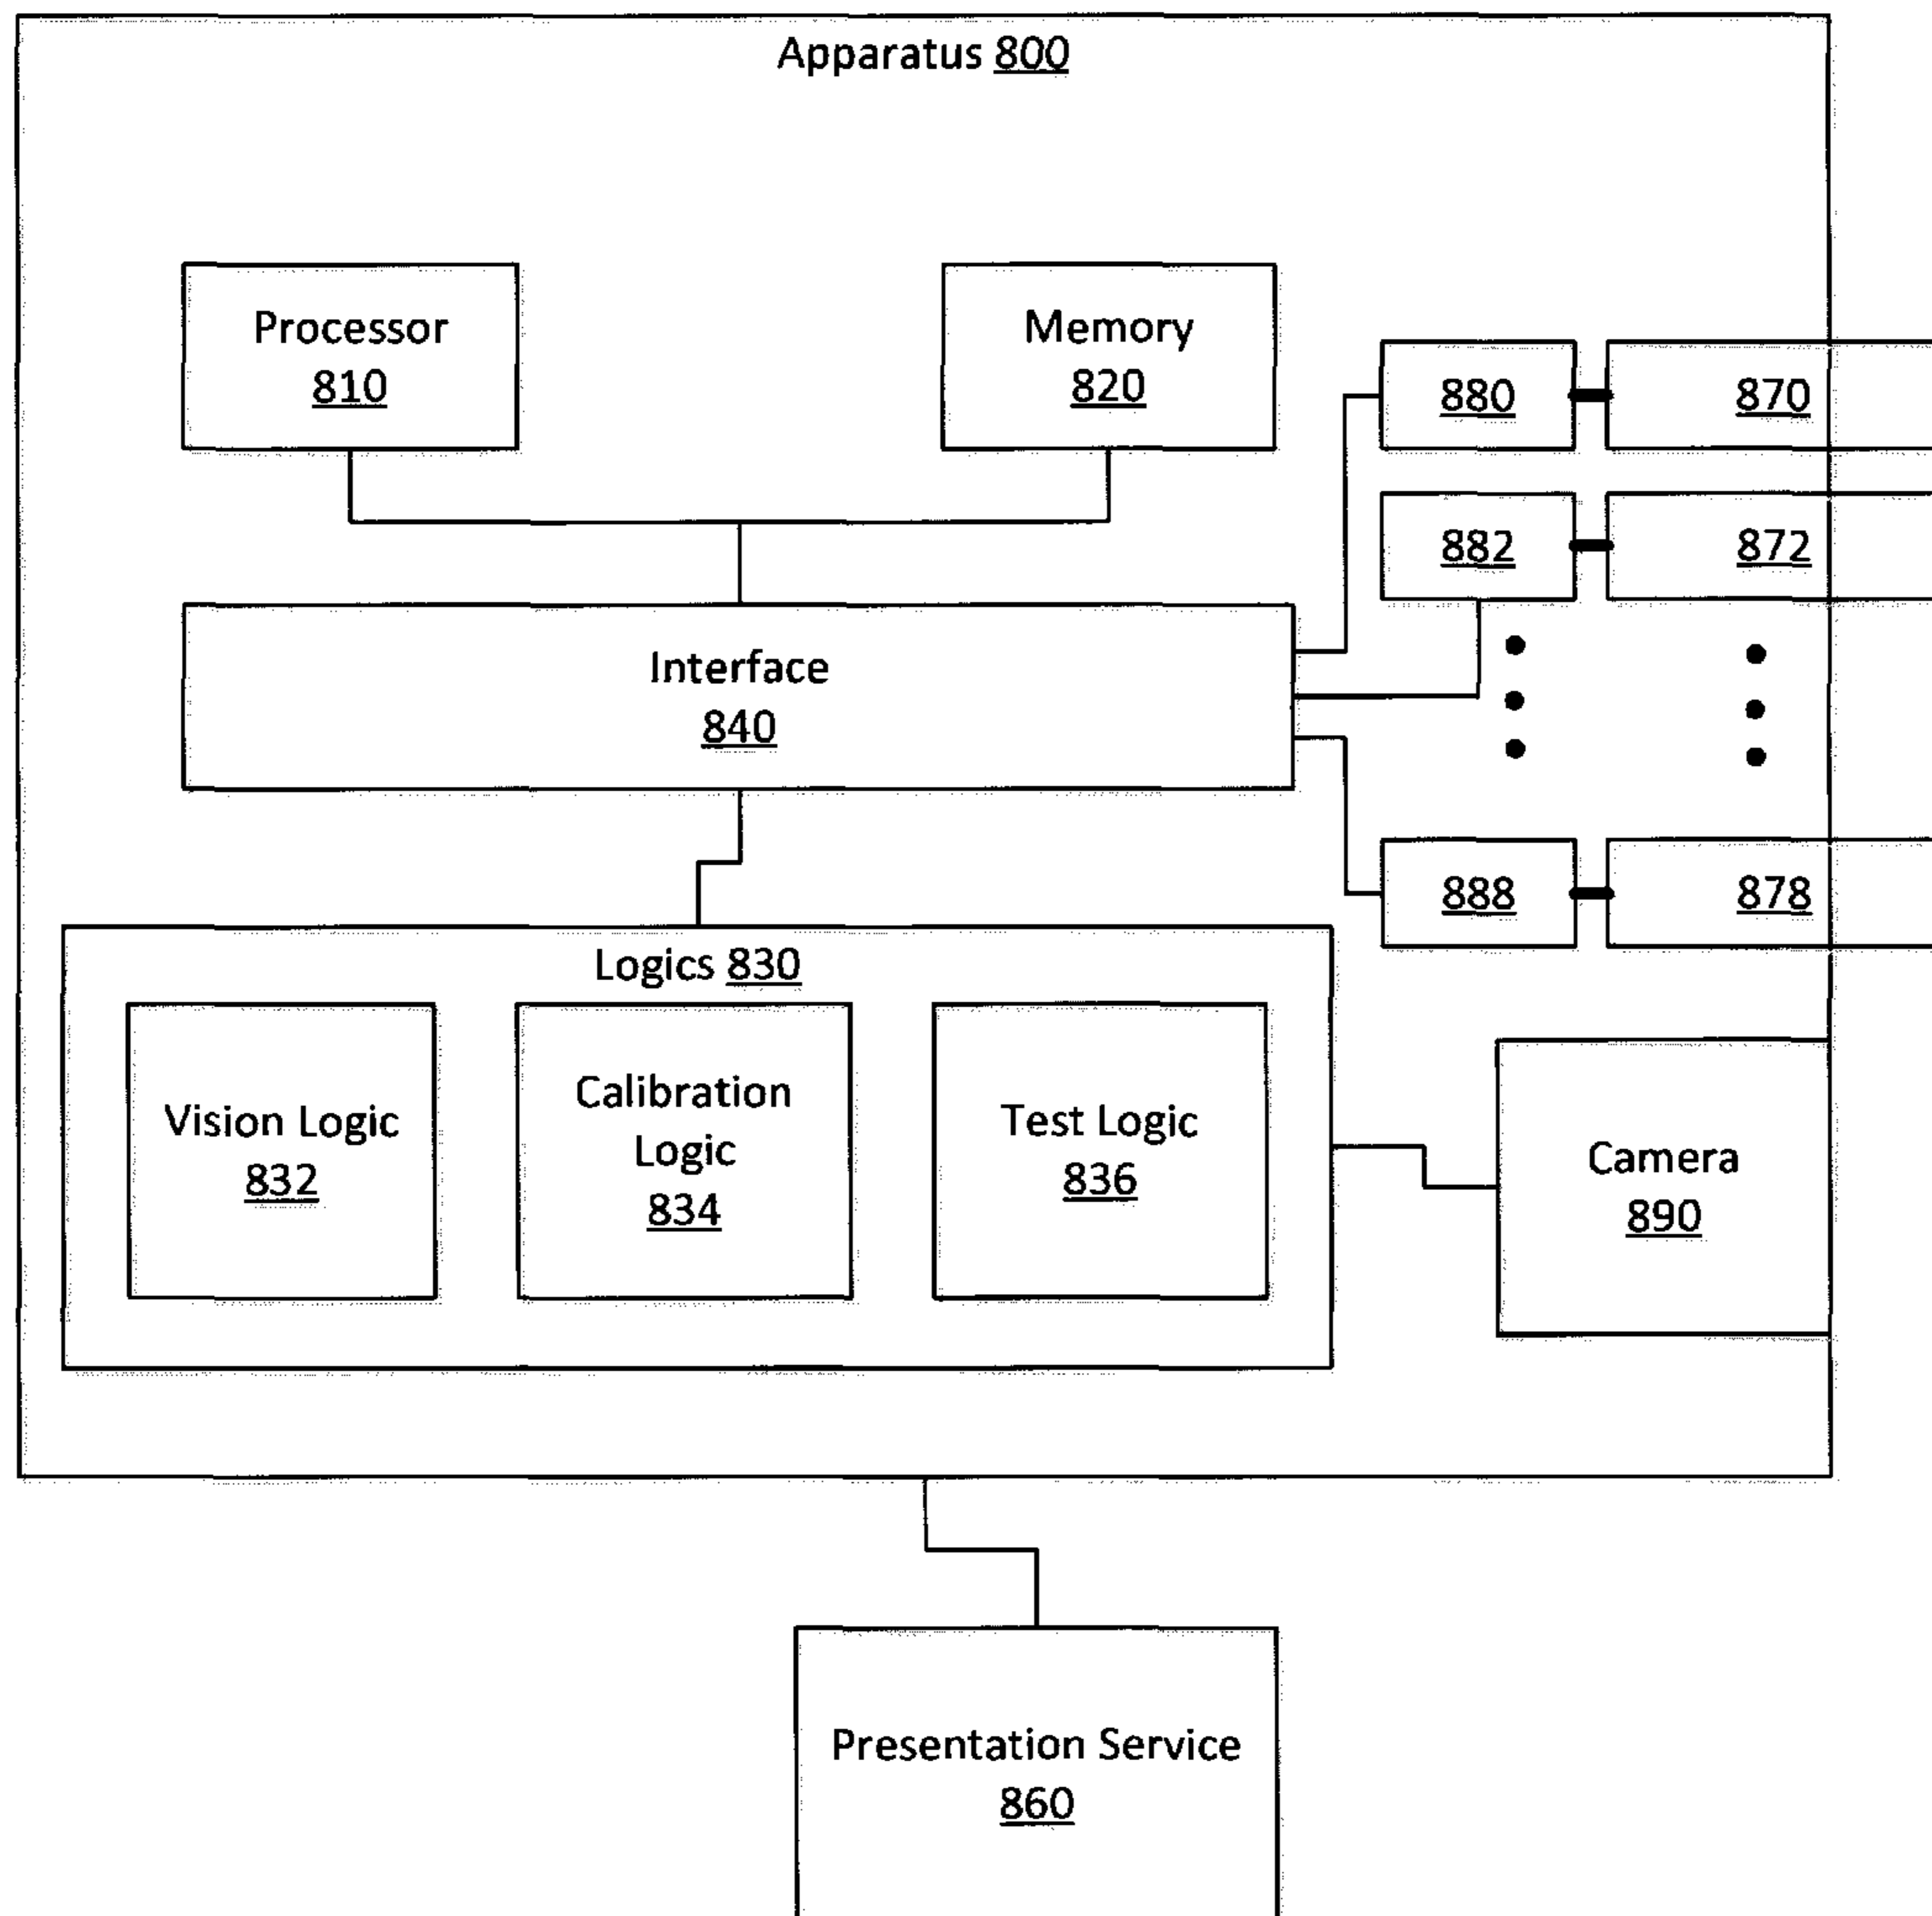 Apparatus 800
Processor
810
Memory
820
880
870
882
872
Interface
840
888
878
Logics 830
Vision Logic
832
Calibration
Logic
834
Test Logic
836
Camera
890
Presentation Service
860